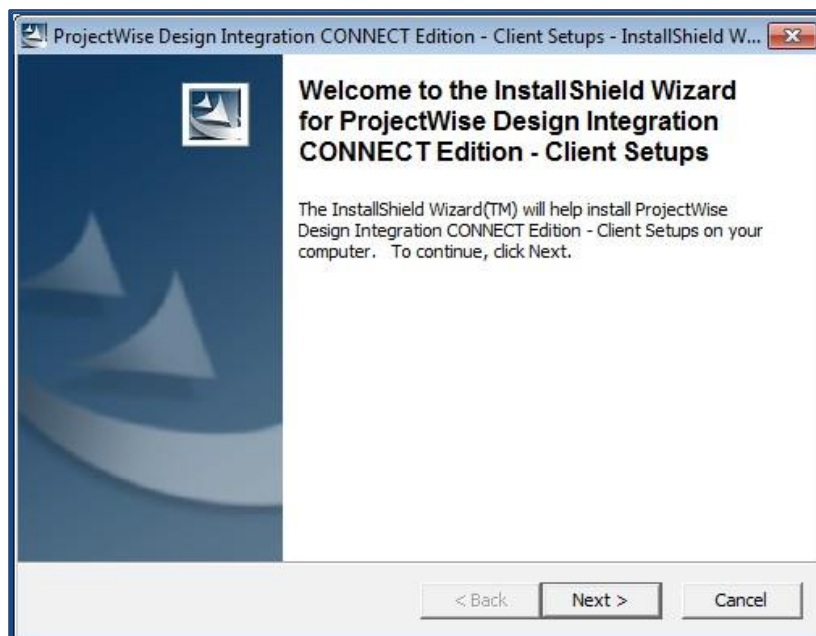 ProjectWise Design Integration CONNECT Edition - Client Setups - InstallShield W...
Welcome to the InstallShield Wizard
for ProjectWise Design Integration
CONNECT Edition - Client Setups
The InstallShield Wizard(TM) will help install ProjectWise
Design Integration CONNECT Edition - Client Setups on your
computer. To continue, click Next.
< Back Next > Cancel